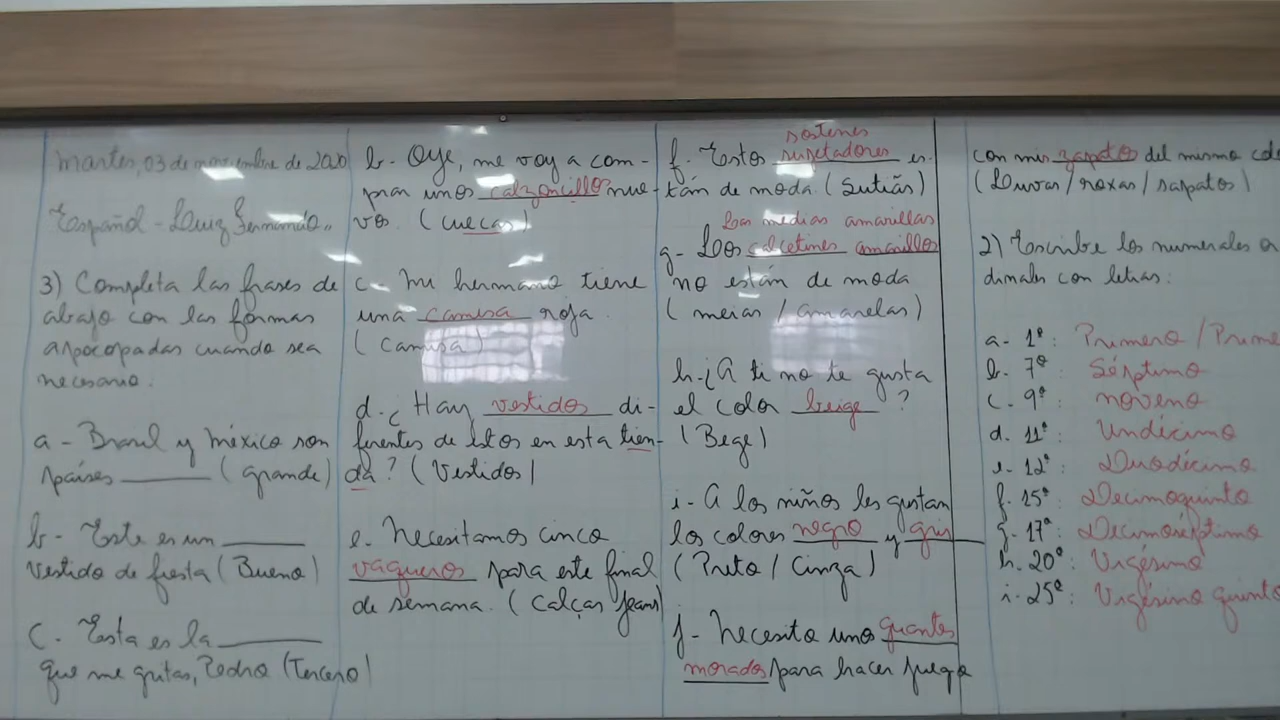 Martes, 03 de noviembre de 2020
Español - Luiz Fernando
3) Completa las frases de
abajo con las formas
apocopadas cuando sea
necesario.
a - Brasil y México son
países ______ (grande)
b - Este es un ______
vestido de fiesta (Bueno)
c - Esta es la ______
que me gritas, Pedro (Tercero)
b - Oye, me voy a com-
prar unos calzoncillos nue-
vos. (cuecas)
c - Mi hermano tiene
una camisa roja.
(camisa)
d. ¿Hay vestidos di-
ferentes de estos en esta tien-
da? (Vestidos)
e. Necesitamos cinco
vaqueros para este final
de semana. (calças jeans)
sostenes
f. Estos sujetadores es-
tán de moda (Sutiãs)
Las medias amarillas
g - Los calcetines amarillos
no están de moda
(meias / amarelas)
h. ¿A ti no te gusta
el color beige ?
(Bege)
i - A los niños les gustan
los colores negro y gris
(Preto / Cinza)
j - Necesito unos guantes
morados para hacer juego
con mis zapatos del mismo colo
(Luvas / roxas / sapatos)
2) Escribe los numerales or
dinales con letras:
a - 1º: Primero / Prime
b. 7º Séptimo
c. 9º noveno
d. 11º Undécimo
e. 12º Duodécimo
f. 15º Decimoquinto
g. 17º: Decimoséptimo
h. 20º: Vigésimo
i. 25º: Vigésimo quinto